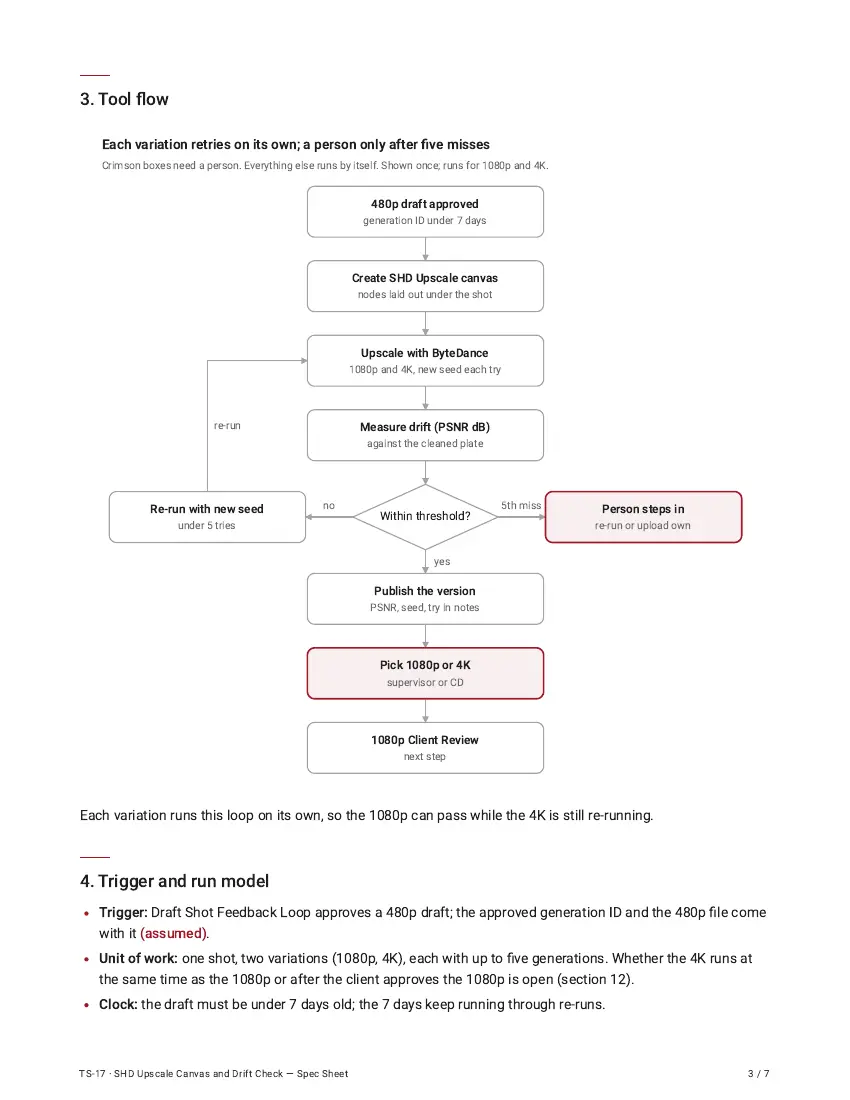 3. Tool flow
Each variation retries on its own; a person only after five misses
Crimson boxes need a person. Everything else runs by itself. Shown once; runs for 1080p and 4K.
480p draft approved
generation ID under 7 days
Create SHD Upscale canvas
nodes laid out under the shot
Upscale with ByteDance
1080p and 4K, new seed each try
re-run
Measure drift (PSNR dB)
against the cleaned plate
Re-run with new seed
under 5 tries
no
Within threshold?
5th miss
Person steps in
re-run or upload own
yes
Publish the version
PSNR, seed, try in notes
Pick 1080p or 4K
supervisor or CD
1080p Client Review
next step
Each variation runs this loop on its own, so the 1080p can pass while the 4K is still re-running.
4. Trigger and run model
• Trigger: Draft Shot Feedback Loop approves a 480p draft; the approved generation ID and the 480p file come
with it (assumed).
• Unit of work: one shot, two variations (1080p, 4K), each with up to five generations. Whether the 4K runs at
the same time as the 1080p or after the client approves the 1080p is open (section 12).
• Clock: the draft must be under 7 days old; the 7 days keep running through re-runs.
TS-17 · SHD Upscale Canvas and Drift Check — Spec Sheet
3 / 7